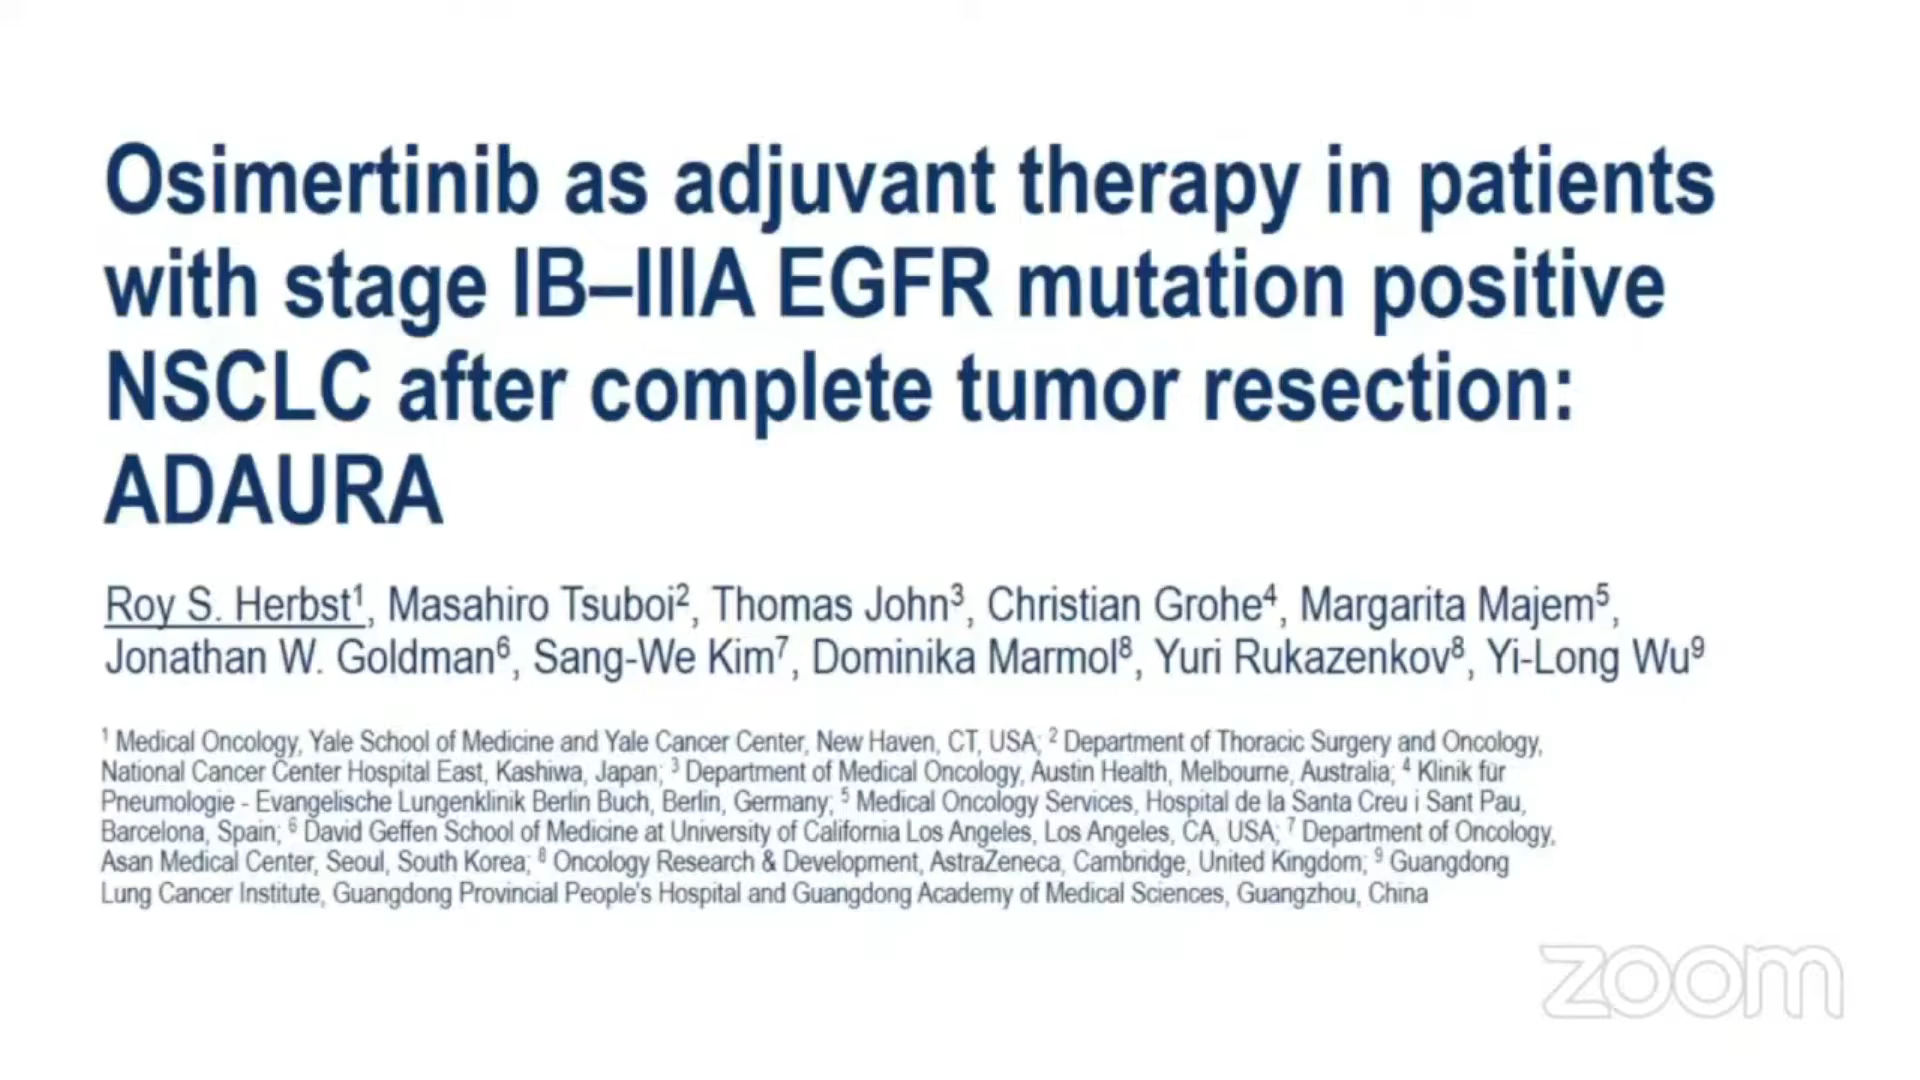 Osimertinib as adjuvant therapy in patients
with stage IB–IIIA EGFR mutation positive
NSCLC after complete tumor resection:
ADAURA
Roy S. Herbst¹, Masahiro Tsuboi², Thomas John³, Christian Grohe⁴, Margarita Majem⁵,
Jonathan W. Goldman⁶, Sang-We Kim⁷, Dominika Marmol⁸, Yuri Rukazenkov⁸, Yi-Long Wu⁹
¹ Medical Oncology, Yale School of Medicine and Yale Cancer Center, New Haven, CT, USA; ² Department of Thoracic Surgery and Oncology,
National Cancer Center Hospital East, Kashiwa, Japan; ³ Department of Medical Oncology, Austin Health, Melbourne, Australia; ⁴ Klinik für
Pneumologie - Evangelische Lungenklinik Berlin Buch, Berlin, Germany; ⁵ Medical Oncology Services, Hospital de la Santa Creu i Sant Pau,
Barcelona, Spain; ⁶ David Geffen School of Medicine at University of California Los Angeles, Los Angeles, CA, USA; ⁷ Department of Oncology,
Asan Medical Center, Seoul, South Korea; ⁸ Oncology Research & Development, AstraZeneca, Cambridge, United Kingdom; ⁹ Guangdong
Lung Cancer Institute, Guangdong Provincial People's Hospital and Guangdong Academy of Medical Sciences, Guangzhou, China
zoom